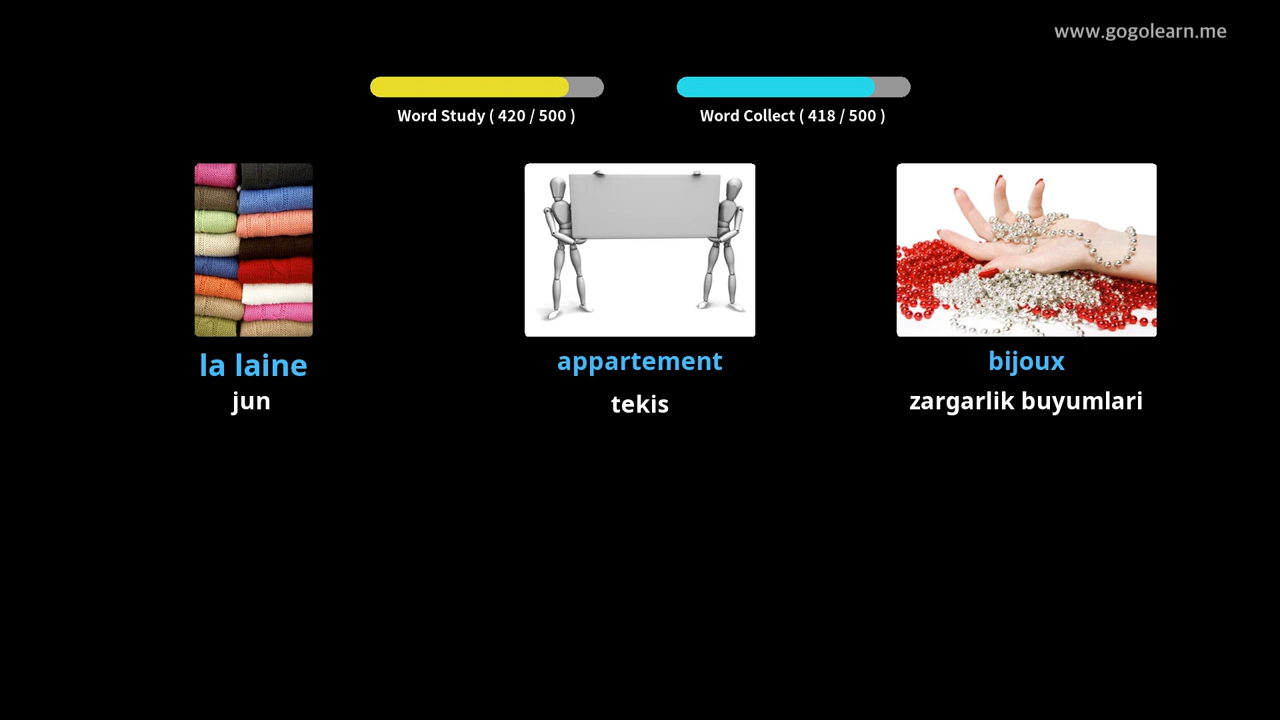 www.gogolearn.me
Word Study ( 420 / 500 )
Word Collect ( 418 / 500 )
la laine
jun
appartement
tekis
bijoux
zargarlik buyumlari